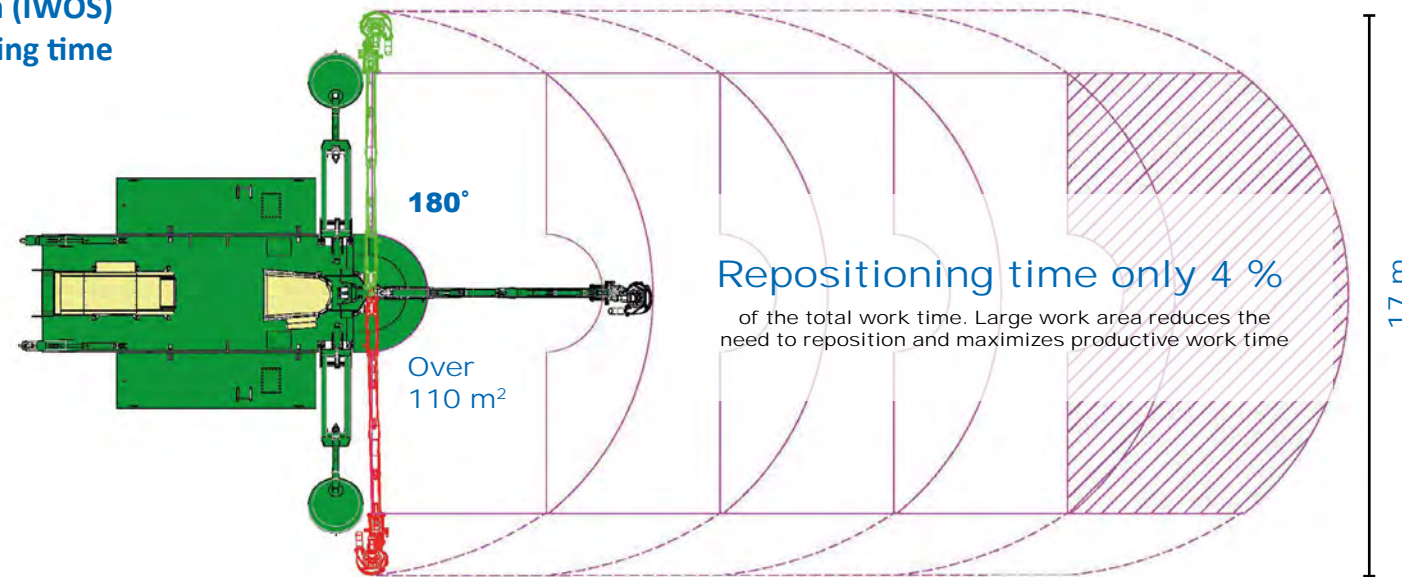 (IWOS)
time
180°
Repositioning time only 4 %
of the total work time. Large work area reduces the
need to reposition and maximizes productive work time
Over
110 m²
17 m